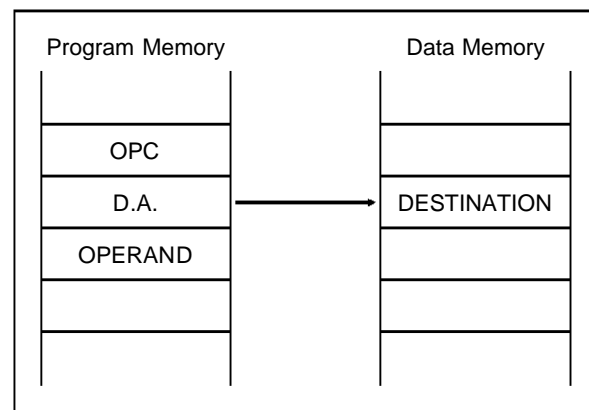 Program Memory
Data Memory
OPC
D.A.
DESTINATION
OPERAND